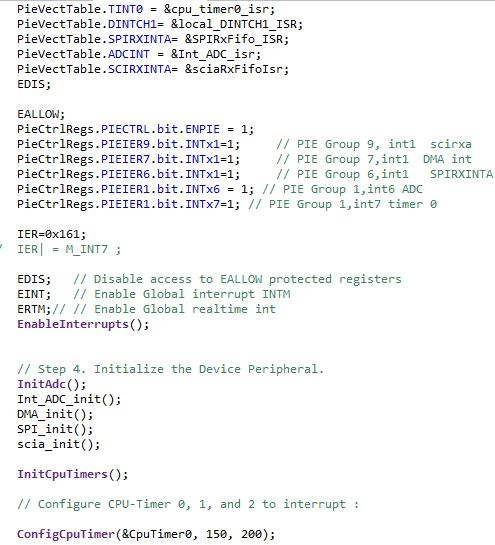 PieVectTable.TINT0 = &cpu_timer0_isr;
PieVectTable.DINTCH1= &local_DINTCH1_ISR;
PieVectTable.SPIRXINTA= &SPIRxFifo_ISR;
PieVectTable.ADCINT = &Int_ADC_isr;
PieVectTable.SCIRXINTA= &sciaRxFifoIsr;
EDIS;
EALLOW;
PieCtrlRegs.PIECTRL.bit.ENPIE = 1;
PieCtrlRegs.PIEIER9.bit.INTx1=1; // PIE Group 9, int1 scirxa
PieCtrlRegs.PIEIER7.bit.INTx1=1; // PIE Group 7,int1 DMA int
PieCtrlRegs.PIEIER6.bit.INTx1=1; // PIE Group 6,int1 SPIRXINTA
PieCtrlRegs.PIEIER1.bit.INTx6 = 1; // PIE Group 1,int6 ADC
PieCtrlRegs.PIEIER1.bit.INTx7=1; // PIE Group 1,int7 timer 0
IER=0x161;
/ IER| = M_INT7 ;
EDIS; // Disable access to EALLOW protected registers
EINT; // Enable Global interrupt INTM
ERTM;// // Enable Global realtime int
EnableInterrupts();
// Step 4. Initialize the Device Peripheral.
InitAdc();
Int_ADC_init();
DMA_init();
SPI_init();
scia_init();
InitCpuTimers();
// Configure CPU-Timer 0, 1, and 2 to interrupt :
ConfigCpuTimer(&CpuTimer0, 150, 200);